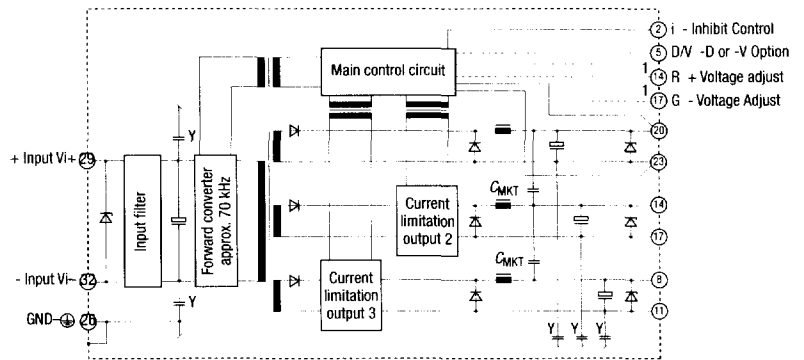 2 i - Inhibit Control
5 D/V -D or -V Option
1 14 R + Voltage adjust
1 17 G - Voltage Adjust
Main control circuit
20
23
+ Input Vi+ 29
Y
Input filter
Forward converter
approx. 70 kHz
CMKT
14
17
Current
limitation
output 2
CMKT
- Input Vi- 32
Y
Current
limitation
output 3
8
11
GND 26
Y Y Y